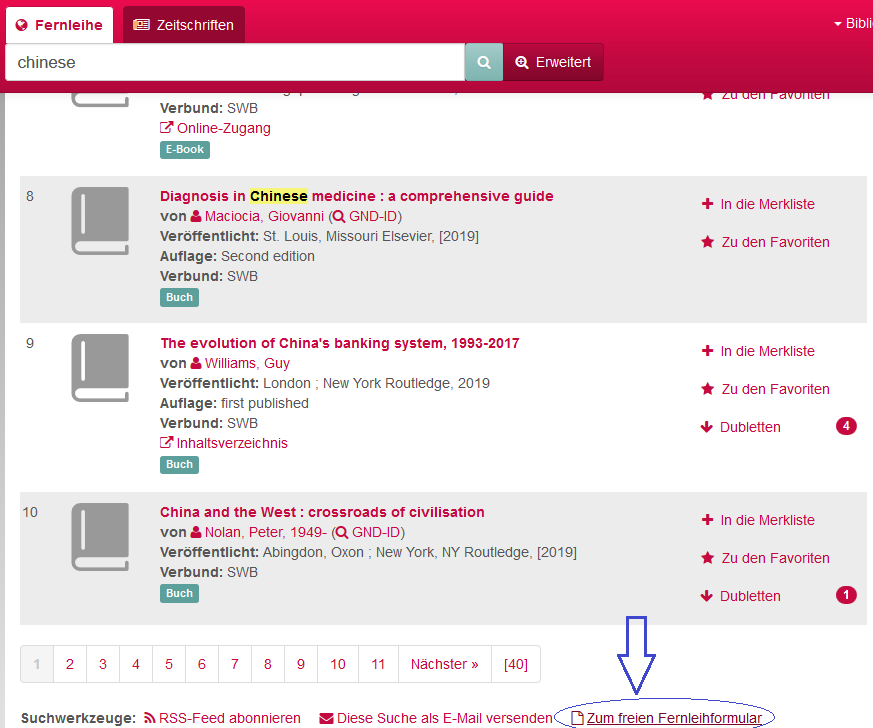 Fernleihe
Zeitschriften
chinese
Erweitert
Zu den Favoriten
Verbund: SWB
Online-Zugang
E-Book
8
Diagnosis in Chinese medicine : a comprehensive guide
von Maciocia, Giovanni (GND-ID)
Veröffentlicht: St. Louis, Missouri Elsevier, [2019]
Auflage: Second edition
Verbund: SWB
Buch
In die Merkliste
Zu den Favoriten
9
The evolution of China's banking system, 1993-2017
von Williams, Guy
Veröffentlicht: London ; New York Routledge, 2019
Auflage: first published
Verbund: SWB
Inhaltsverzeichnis
Buch
In die Merkliste
Zu den Favoriten
Dubletten 4
10
China and the West : crossroads of civilisation
von Nolan, Peter, 1949- (GND-ID)
Veröffentlicht: Abingdon, Oxon ; New York, NY Routledge, [2019]
Verbund: SWB
Buch
In die Merkliste
Zu den Favoriten
Dubletten 1
1 2 3 4 5 6 7 8 9 10 11 Nächster » [40]
Suchwerkzeuge: RSS-Feed abonnieren Diese Suche als E-Mail versenden Zum freien Fernleihformular